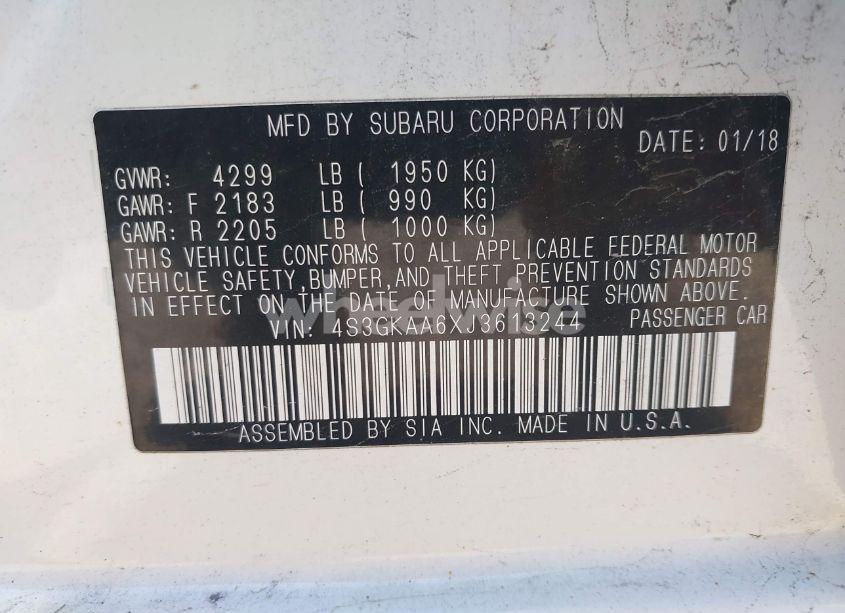 MFD BY SUBARU CORPORATION
DATE: 01/18
GVWR: 4299 LB ( 1950 KG)
GAWR: F 2183 LB ( 990 KG)
GAWR: R 2205 LB ( 1000 KG)
THIS VEHICLE CONFORMS TO ALL APPLICABLE FEDERAL MOTOR
VEHICLE SAFETY,BUMPER,AND THEFT PREVENTION STANDARDS
IN EFFECT ON THE DATE OF MANUFACTURE SHOWN ABOVE.
wheelwise
VIN: 4S3GKAA6XJ3613244 PASSENGER CAR
ASSEMBLED BY SIA INC. MADE IN U.S.A.